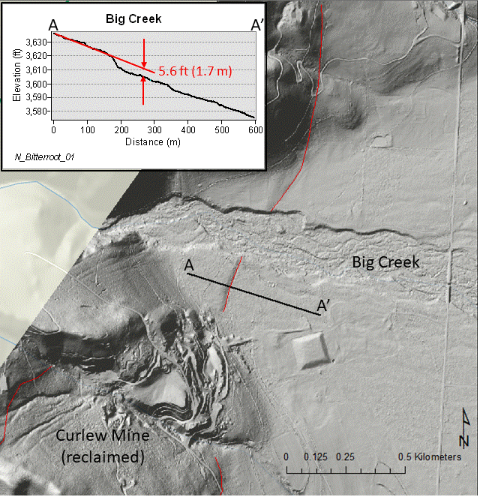 Big Creek
A
A'
Elevation (ft)
3,630
3,620
3,610
3,600
3,590
3,580
5.6 ft (1.7 m)
0 100 200 300 400 500 600
Distance (m)
N_Bitterroot_01
Big Creek
A
A'
Curlew Mine
(reclaimed)
N
0 0.125 0.25 0.5 Kilometers